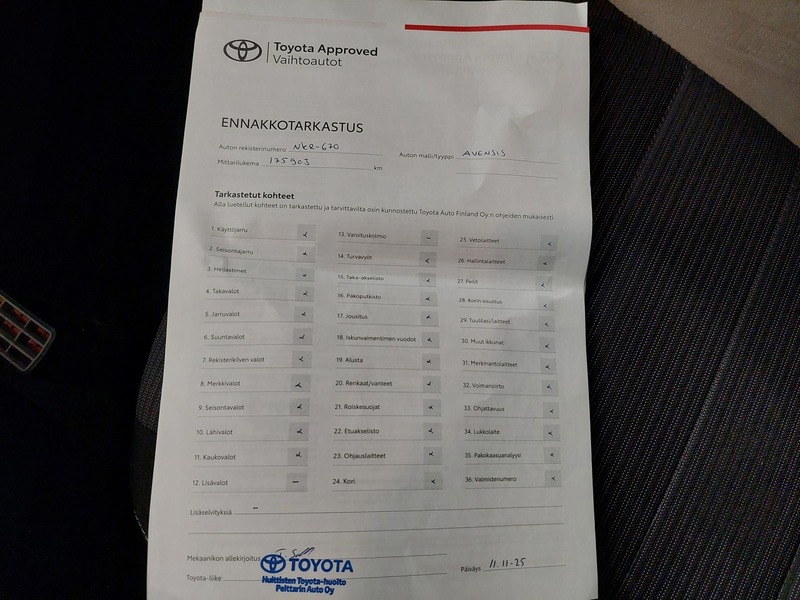 Toyota Approved
Vaihtoautot
ENNAKKOTARKASTUS
Auton rekisterinumero NKR-670
Auton malli/tyyppi AVENSIS
Mittarilukema 175903 km
Tarkastetut kohteet
Alla luetellut kohteet on tarkastettu ja tarvittavilta osin kunnostettu Toyota Auto Finland Oy:n ohjeiden mukaisesti
1. Käyttöjarru
2. Seisontajarru
3. Heijastimet
4. Takavalot
5. Jarruvalot
6. Suuntavalot
7. Rekisterikilven valot
8. Merkkivalot
9. Seisontavalot
10. Lähivalot
11. Kaukovalot
12. Lisävalot –
13. Varoituskolmio –
14. Turvavyöt
15. Taka-akselisto
16. Pakoputkisto
17. Jousitus
18. Iskunvaimentimen vuodot
19. Alusta
20. Renkaat/vanteet
21. Roiskesuojat
22. Etuakselisto
23. Ohjauslaitteet
24. Kori
25. Vetolaitteet
26. Hallintalaitteet
27. Peilit
28. Korin sisustus
29. Tuulilasi/laitteet
30. Muut ikkunat
31. Merkinantolaitteet
32. Voimansiirto
33. Ohjattavuus
34. Lukkolaite
35. Pakokaasuanalyysi
36. Valmistenumero
Lisäselvityksiä –
Mekaanikon allekirjoitus
Toyota-liike
TOYOTA
Huittisten Toyota-huolto
Peittarin Auto Oy
Päiväys 11.11-25